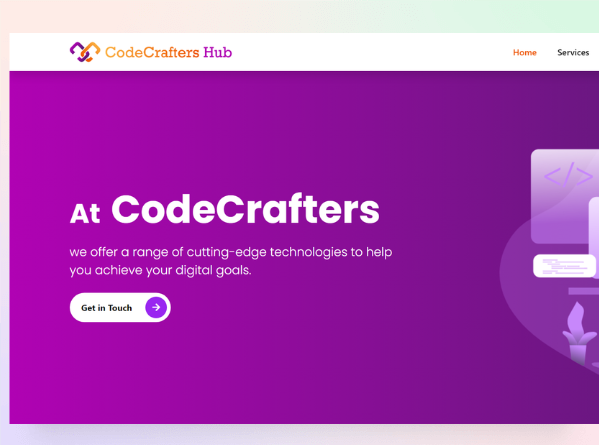 CodeCrafters Hub
Home Services
</>
At CodeCrafters
we offer a range of cutting-edge technologies to help
you achieve your digital goals.
Get in Touch